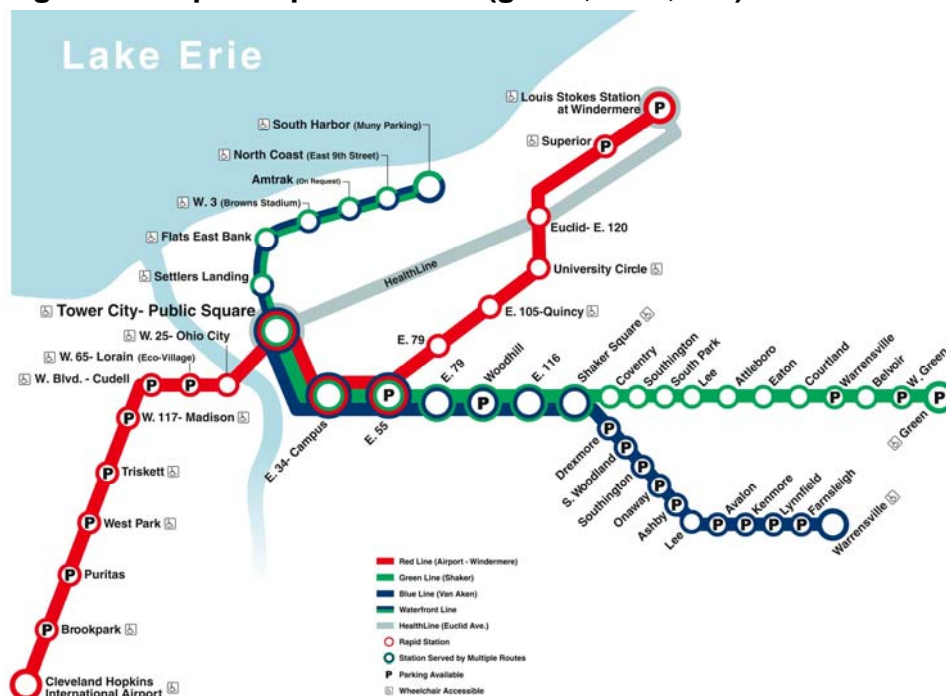 Lake Erie
Louis Stokes Station
at Windermere
South Harbor (Muny Parking)
Superior
North Coast (East 9th Street)
Amtrak (On Request)
W. 3 (Browns Stadium)
Euclid- E. 120
Flats East Bank
HealthLine
University Circle
Settlers Landing
Tower City- Public Square
E. 105-Quincy
W. 25- Ohio City
E. 79
W. 65- Lorain (Eco-Village)
W. Blvd. - Cudell
P
P
W. 117- Madison
P
Triskett
P
West Park
P
Puritas
P
Brookpark
P
Cleveland Hopkins
International Airport
E. 34- Campus
E. 55
P
E. 79
Woodhill
P
E. 116
Shaker Square
Coventry
Southington
South Park
Lee
Attleboro
Eaton
Courtland
Warrensville
P
Belvoir
W. Green
P
Green
P
Drexmore
P
S. Woodland
P
Southington
P
Onaway
P
Ashby
P
Lee
Avalon
P
Kenmore
P
Lynnfield
P
Farnsleigh
P
Warrensville
P
P
Red Line (Airport - Windermere)
Green Line (Shaker)
Blue Line (Van Aken)
Waterfront Line
HealthLine (Euclid Ave.)
Rapid Station
Station Served by Multiple Routes
P Parking Available
Wheelchair Accessible